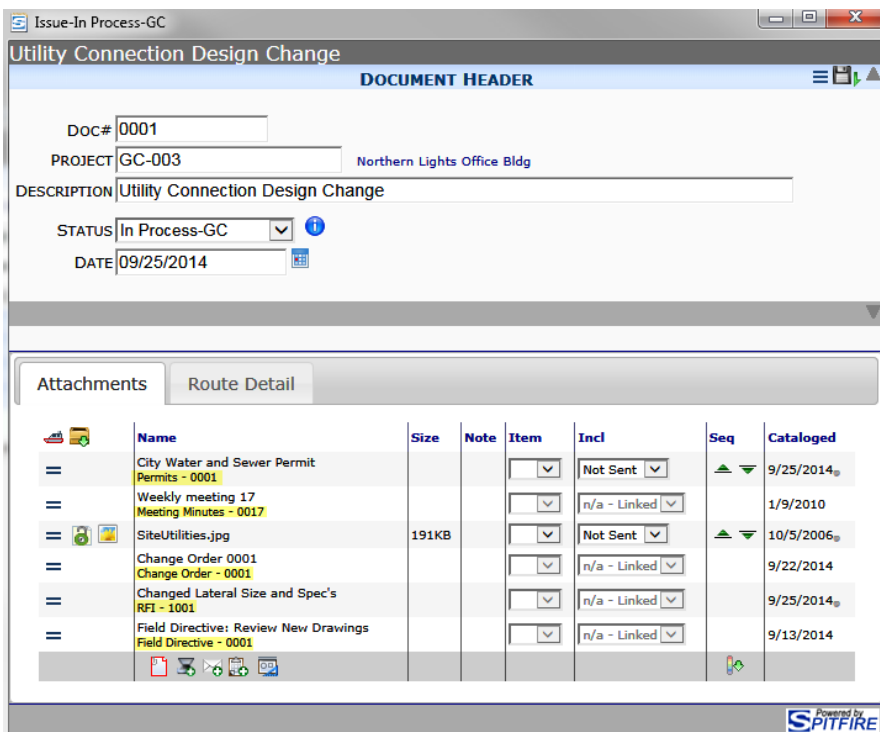 Issue-In Process-GC
Utility Connection Design Change
DOCUMENT HEADER
DOC# 0001
PROJECT GC-003 Northern Lights Office Bldg
DESCRIPTION Utility Connection Design Change
STATUS In Process-GC
DATE 09/25/2014
Attachments Route Detail
Name Size Note Item Incl Seq Cataloged
City Water and Sewer Permit
Permits - 0001 Not Sent 9/25/2014
Weekly meeting 17
Meeting Minutes - 0017 n/a - Linked 1/9/2010
SiteUtilities.jpg 191KB Not Sent 10/5/2006
Change Order 0001
Change Order - 0001 n/a - Linked 9/22/2014
Changed Lateral Size and Spec's
RFI - 1001 n/a - Linked 9/25/2014
Field Directive: Review New Drawings
Field Directive - 0001 n/a - Linked 9/13/2014
Powered by
SPITFIRE